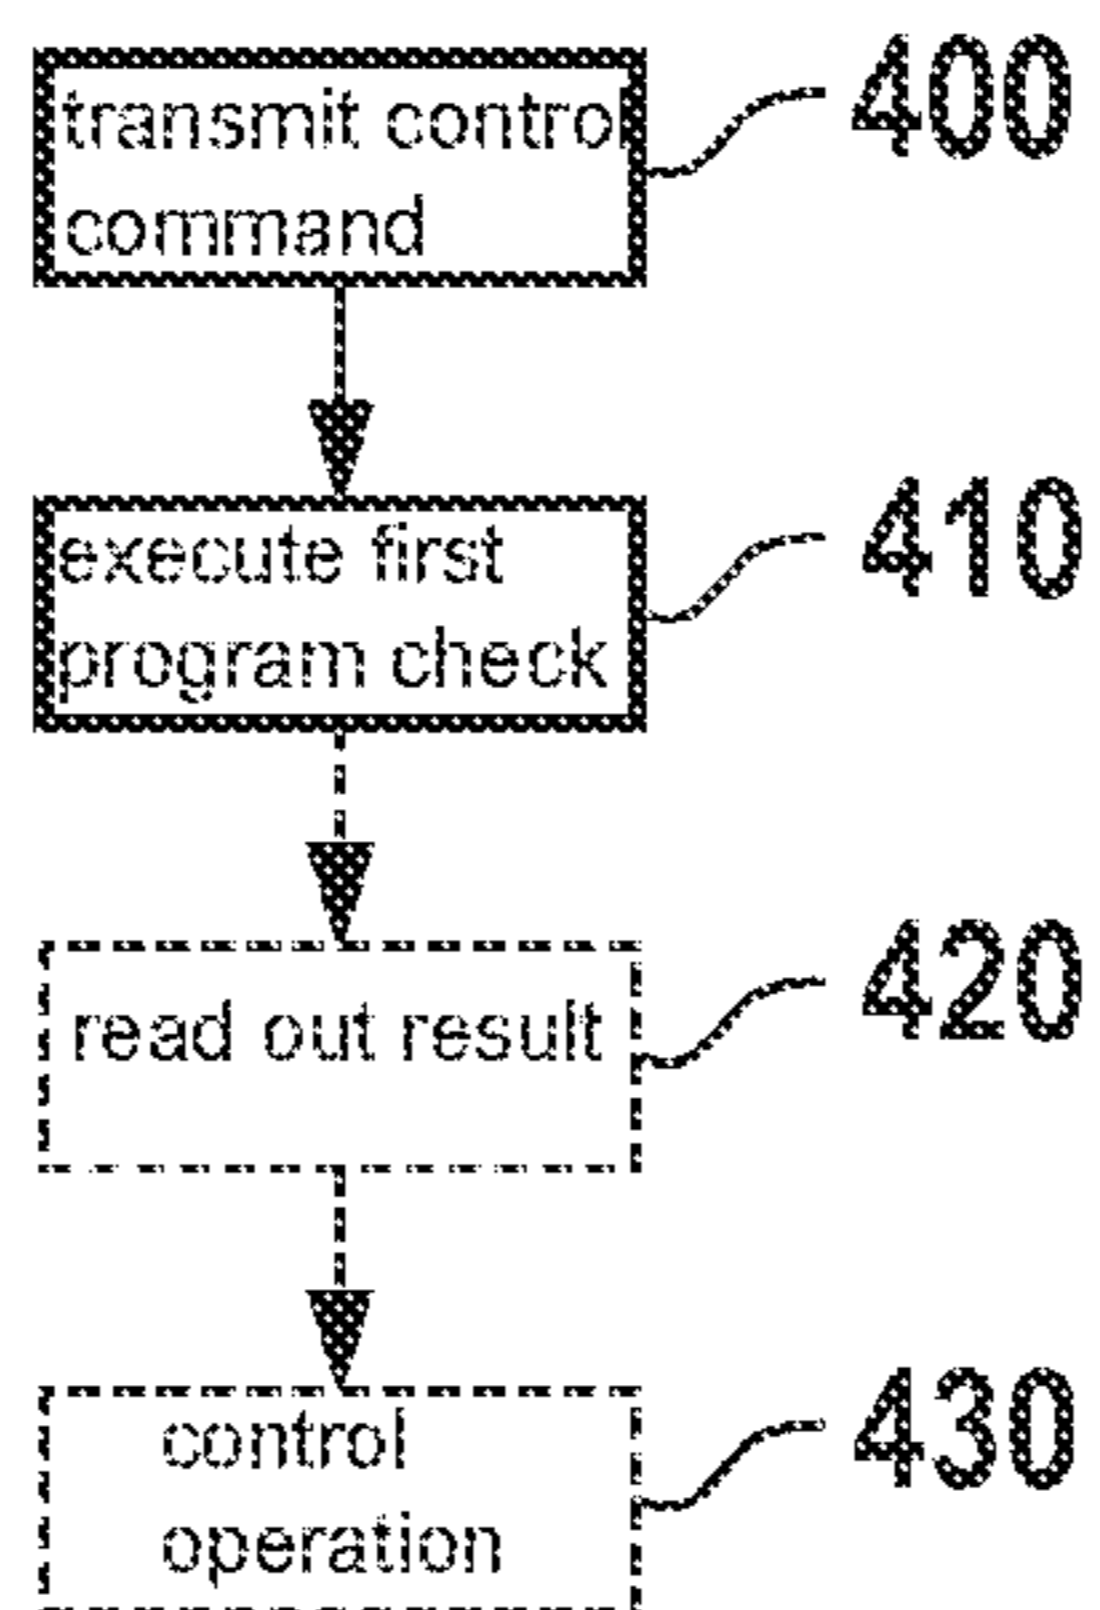 transmit control
command
400
execute first
program check
410
read out result
420
control
operation
430